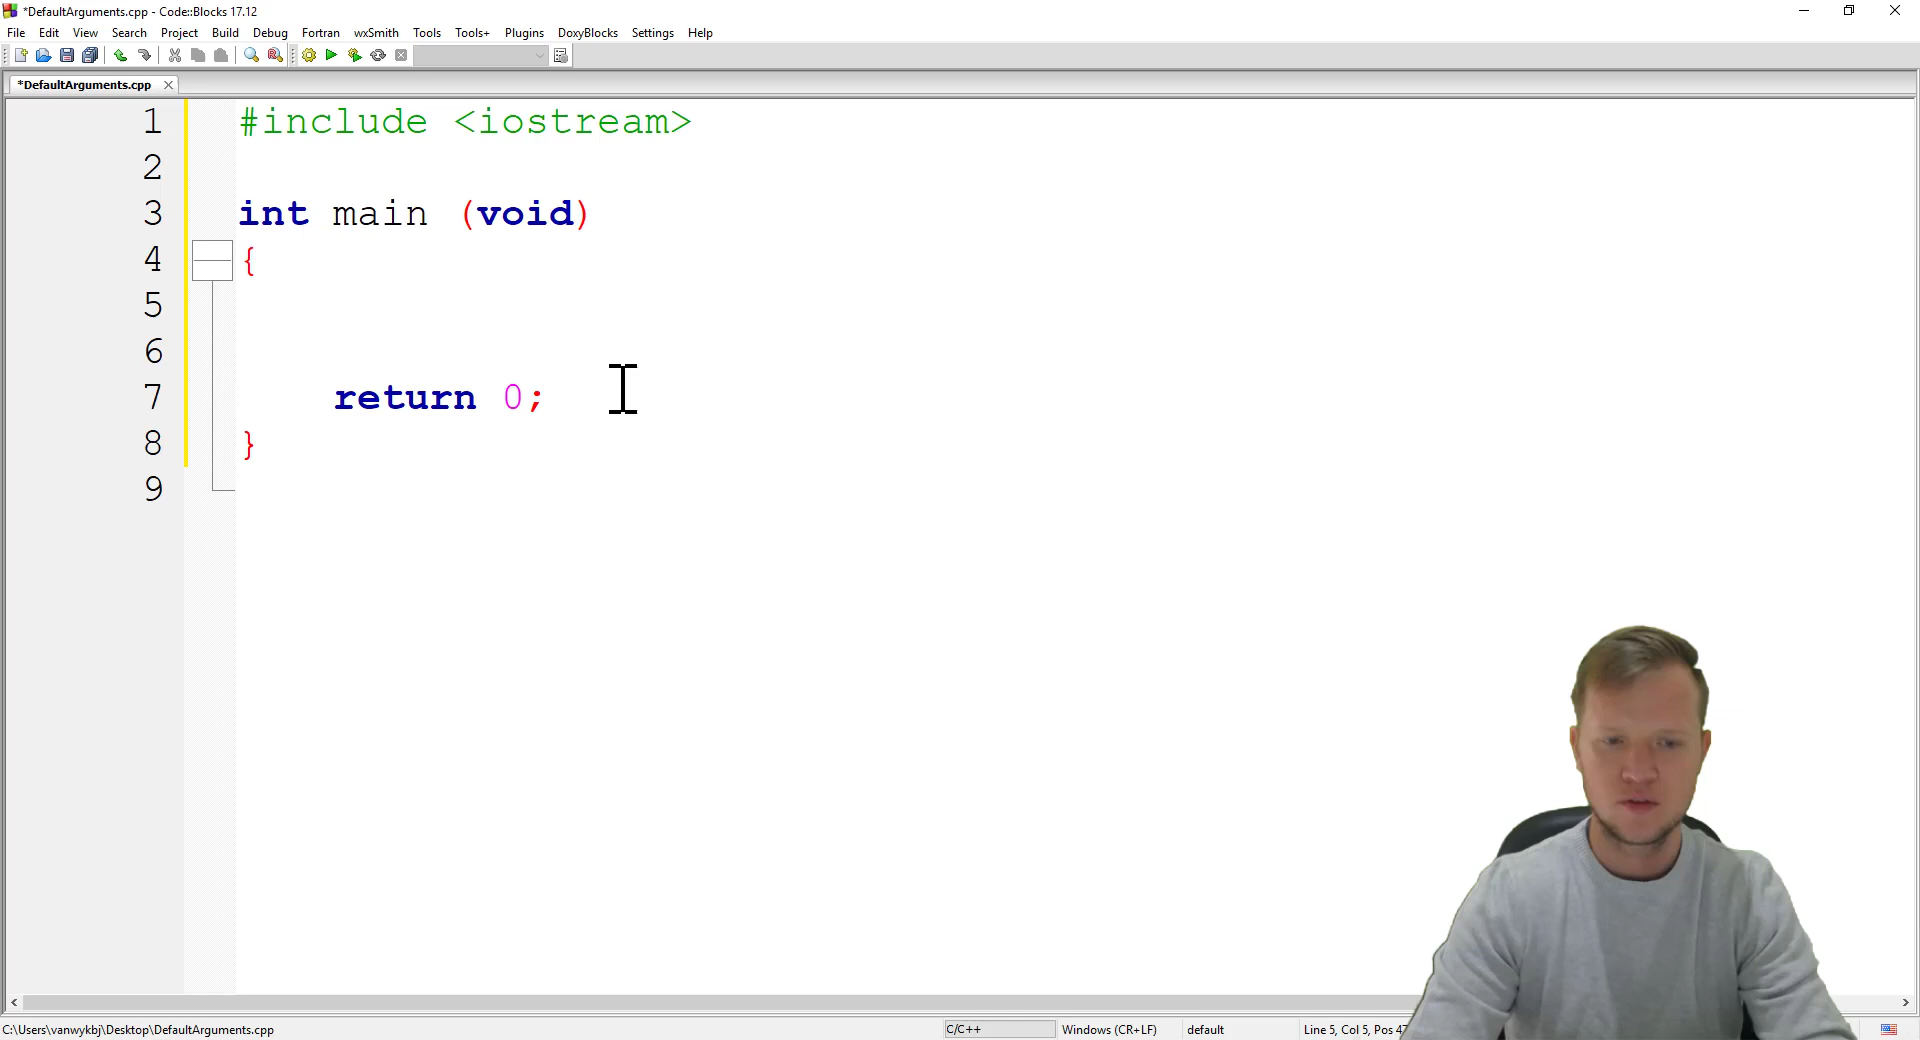 *DefaultArguments.cpp - Code::Blocks 17.12
File Edit View Search Project Build Debug Fortran wxSmith Tools Tools+ Plugins DoxyBlocks Settings Help
*DefaultArguments.cpp
1 #include <iostream>
2
3 int main (void)
4 {
5
6
7 return 0;
8 }
9
C:\Users\vanwykbj\Desktop\DefaultArguments.cpp C/C++ Windows (CR+LF) default Line 5, Col 5, Pos 47